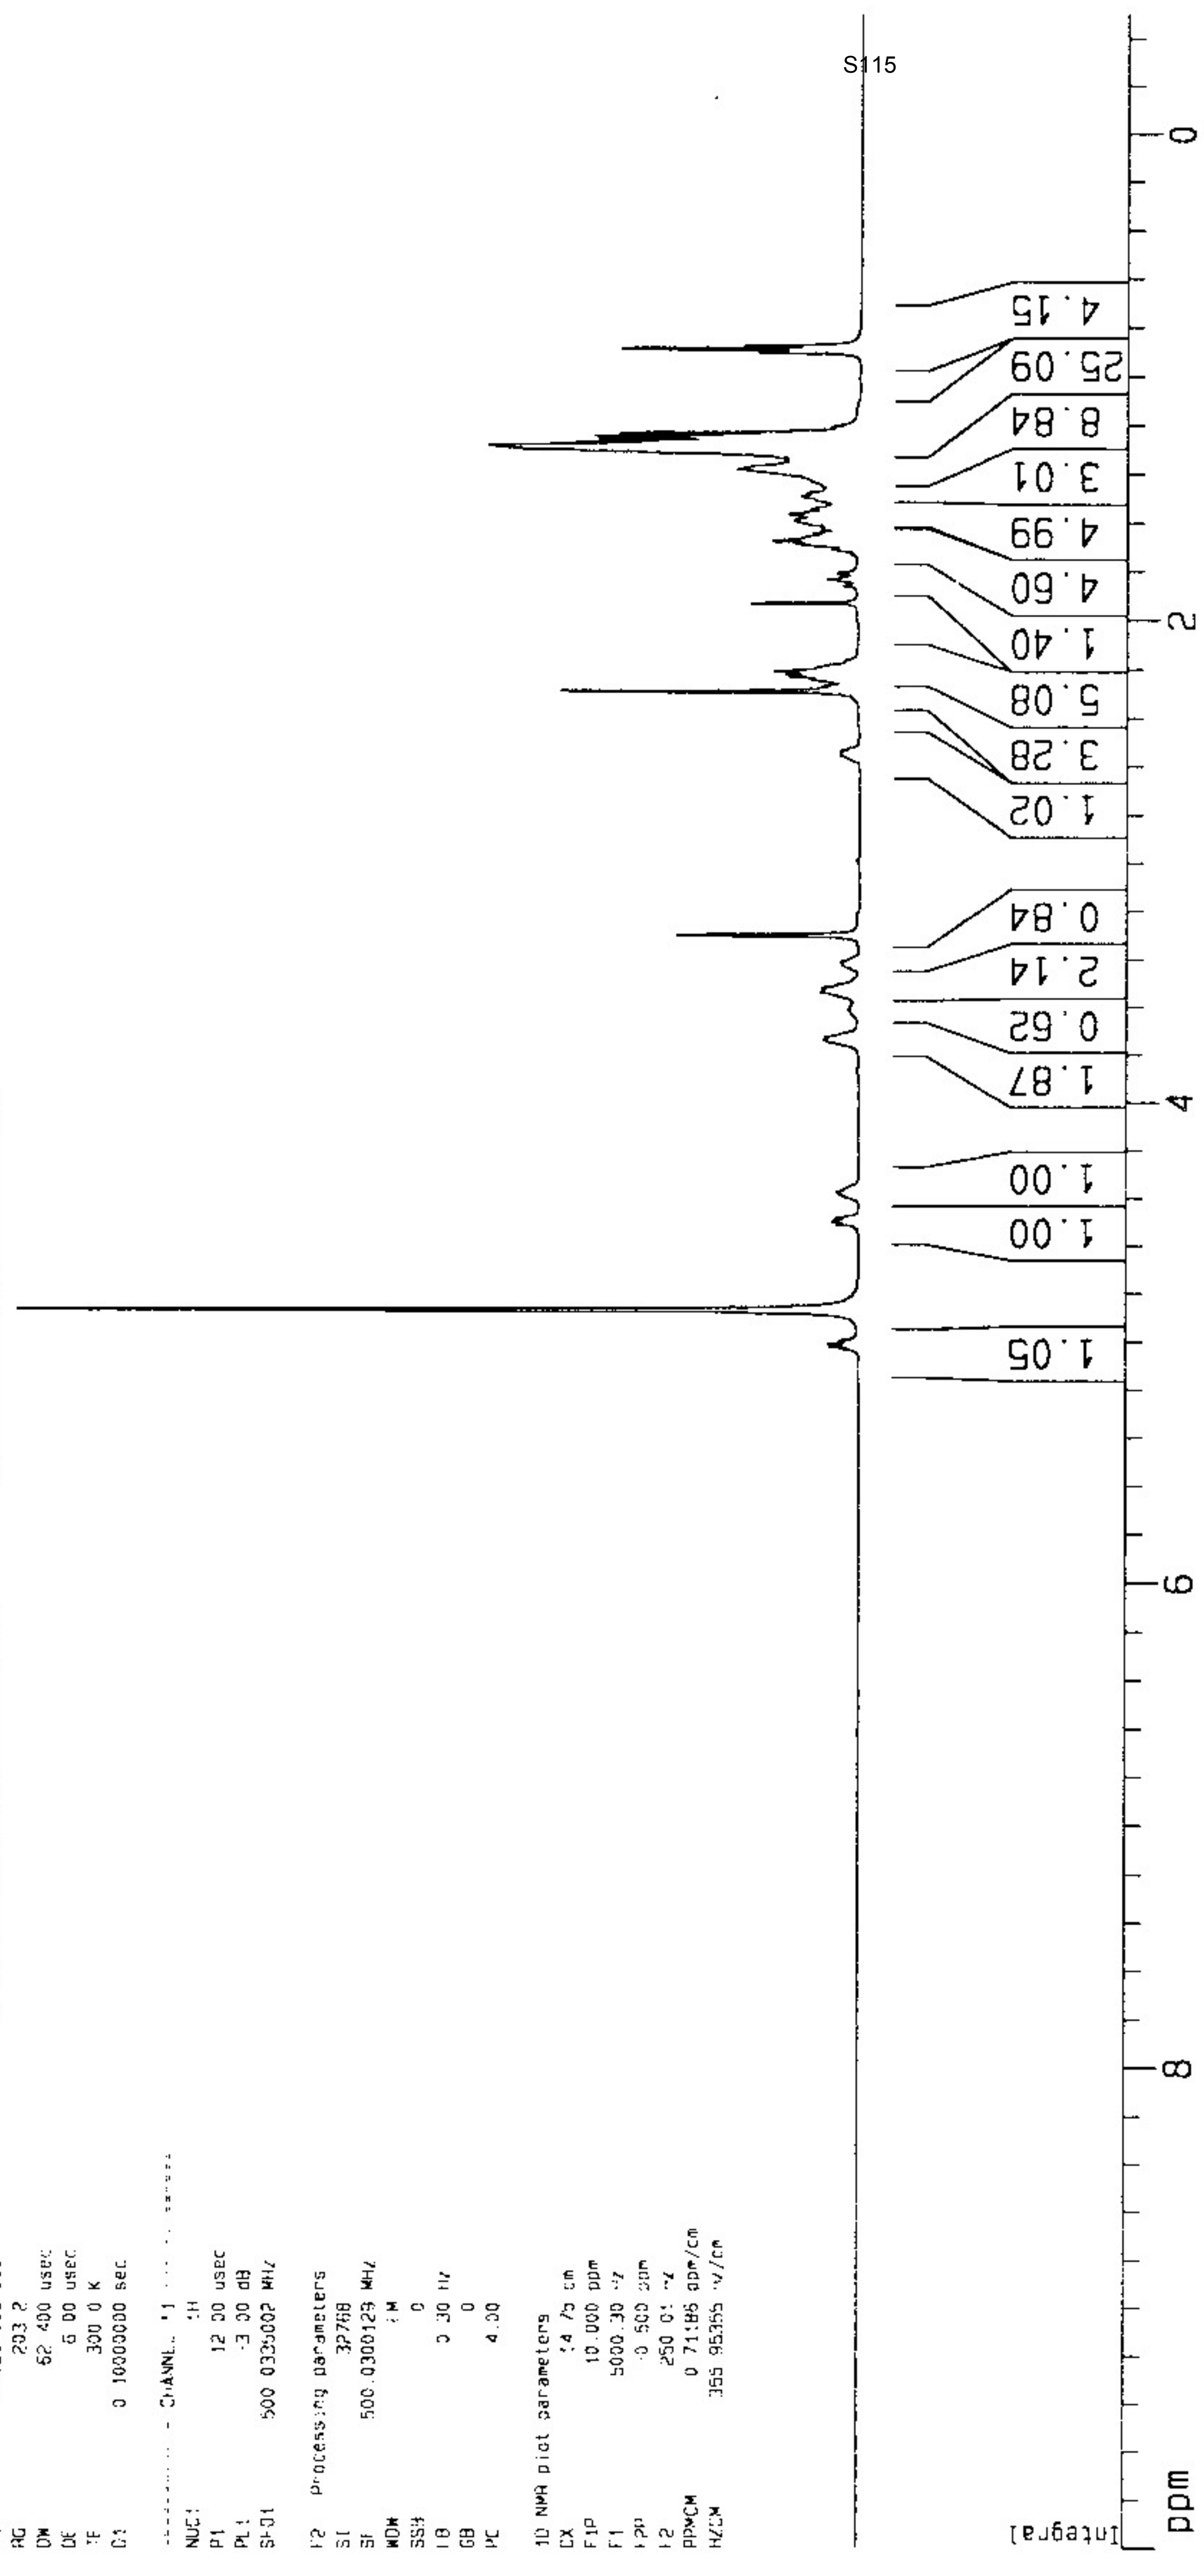 S115
RG 203.2
DW 62.400 usec
DE 6.00 usec
TE 300.0 K
D1 0.10000000 sec
CHANNEL f1
NUC1 1H
P1 12.00 usec
PL1 -3.00 dB
SFO1 500.0335002 MHz
F2 Processing parameters
SI 32768
SF 500.0300129 MHz
WDW EM
SSB 0
LB 0.30 Hz
GB 0
PC 4.00
1D NMR plot parameters
CX 14.75 cm
F1P 10.000 ppm
F1 5000.30 Hz
F2P -0.500 ppm
F2 -250.01 Hz
PPMCM 0.71186 ppm/cm
HZCM 355.95355 Hz/cm
Integral
1.05
1.00
1.00
1.87
0.62
2.14
0.84
1.02
3.28
5.08
1.40
4.60
4.99
3.01
8.84
25.09
4.15
ppm
8
6
4
2
0